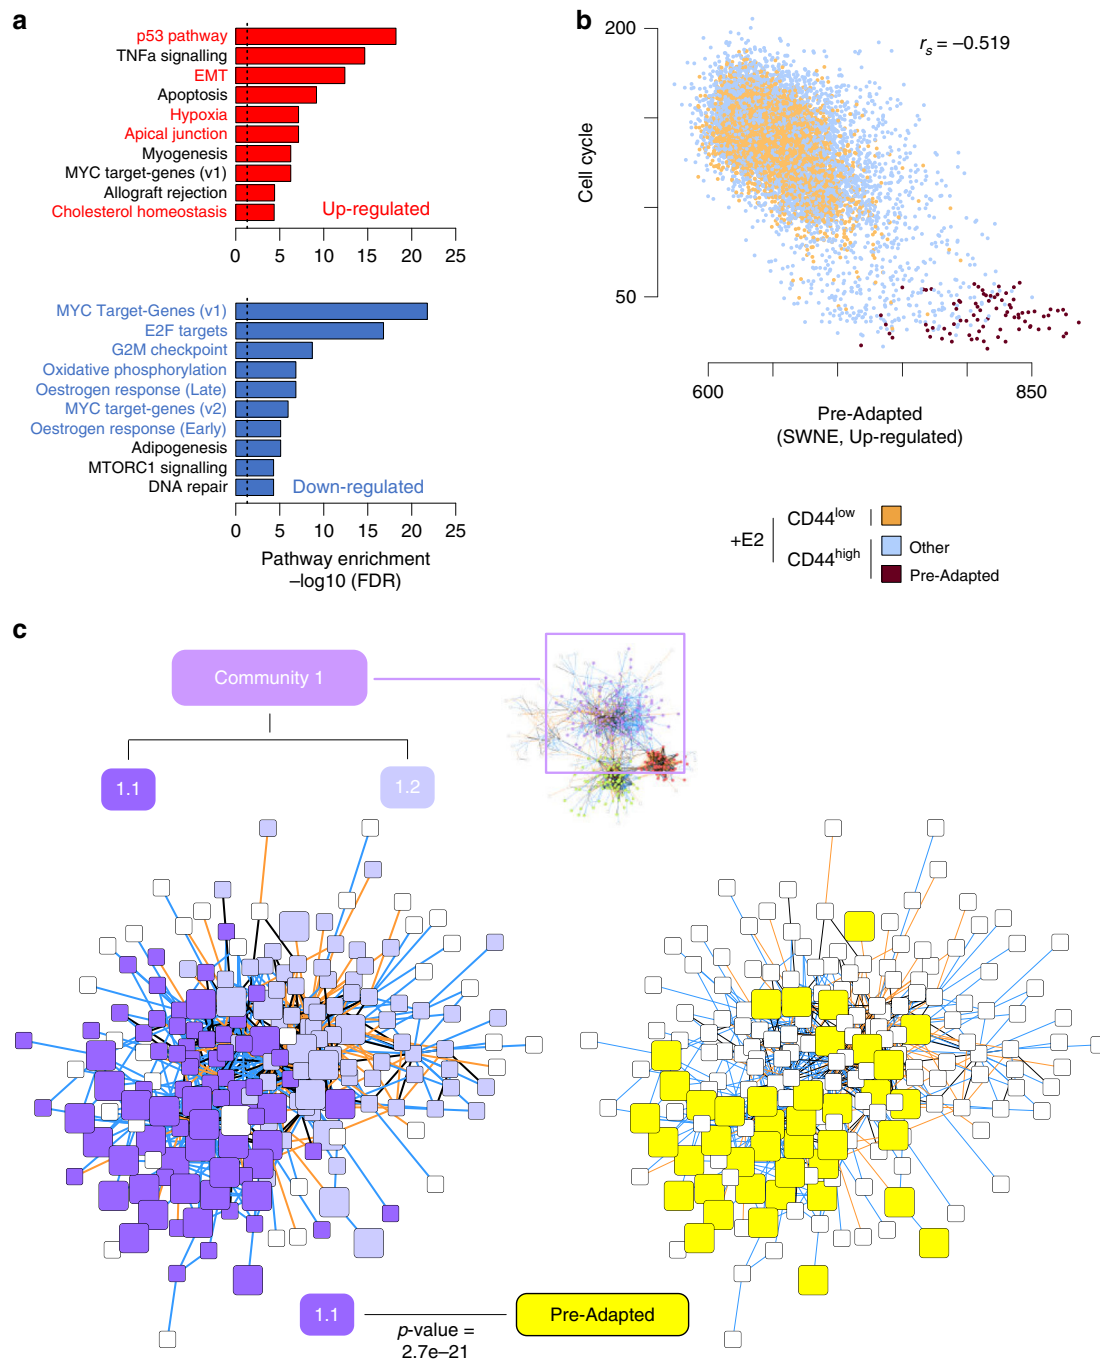 a
p53 pathway
TNFa signalling
EMT
Apoptosis
Hypoxia
Apical junction
Myogenesis
MYC target-genes (v1)
Allograft rejection
Cholesterol homeostasis
Up-regulated
0 5 10 15 20 25
MYC Target-Genes (v1)
E2F targets
G2M checkpoint
Oxidative phosphorylation
Oestrogen response (Late)
MYC target-genes (v2)
Oestrogen response (Early)
Adipogenesis
MTORC1 signalling
DNA repair
Down-regulated
0 5 10 15 20 25
Pathway enrichment
–log10 (FDR)
b
200
rs = –0.519
Cell cycle
50
600 850
Pre-Adapted
(SWNE, Up-regulated)
+E2
CD44low
CD44high
Other
Pre-Adapted
c
Community 1
1.1 1.2
1.1
p-value =
2.7e–21
Pre-Adapted